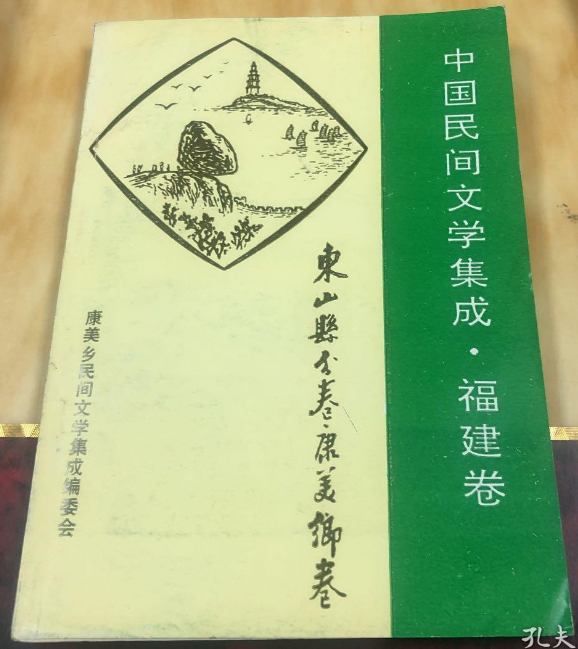 中国民间文学集成·福建卷
東山縣分卷·康美鄉卷
康美乡民间文学集成编委会
孔夫